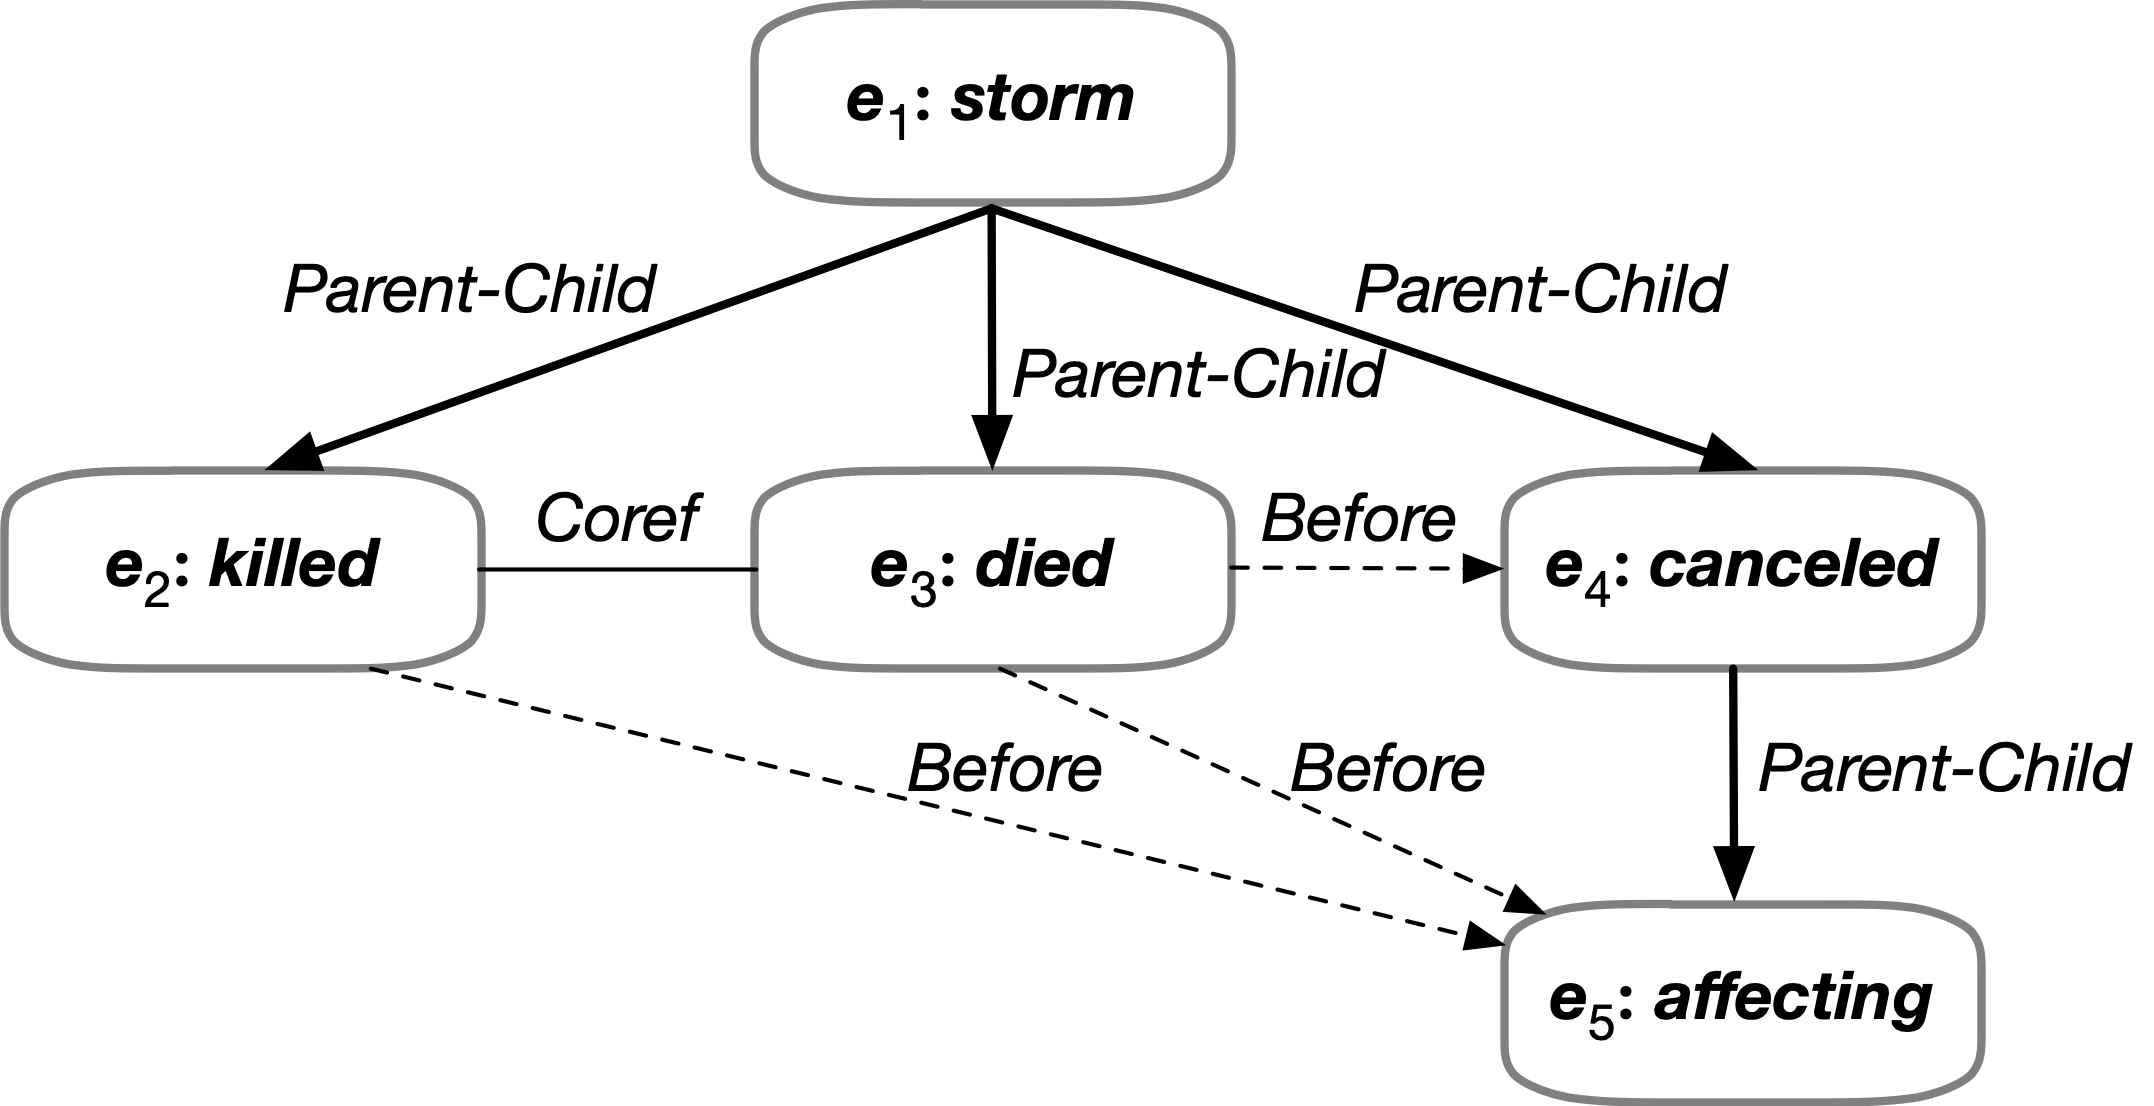 e1: storm
Parent-Child
Parent-Child
Parent-Child
e2: killed
Coref
e3: died
Before
e4: canceled
Before
Before
Parent-Child
e5: affecting